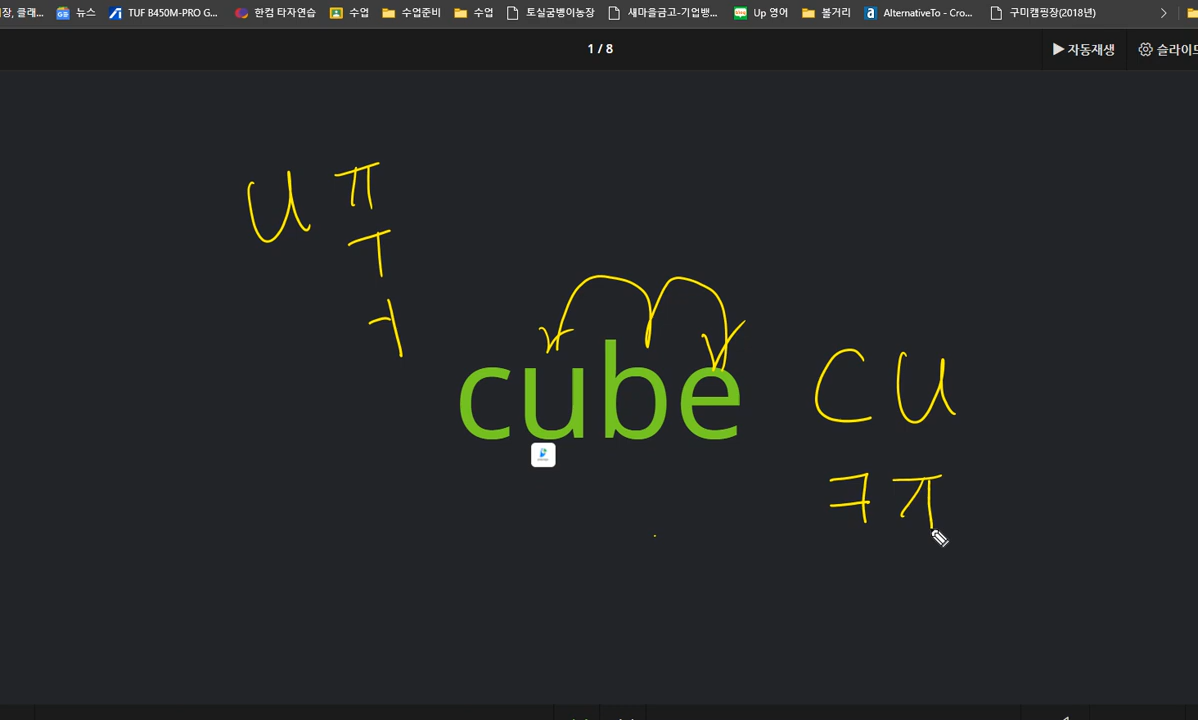 장, 클래... 뉴스 TUF B450M-PRO G... 한컴 타자연습 수업 수업준비 수업 토실굼벵이농장 새마을금고-기업뱅... Up 영어 볼거리 AlternativeTo - Cro... 구미캠핑장(2018년)
1 / 8
▶ 자동재생 슬라이드
u ㅠ
ㅜ
ㅓ
cube
cu
ㅋㅠ